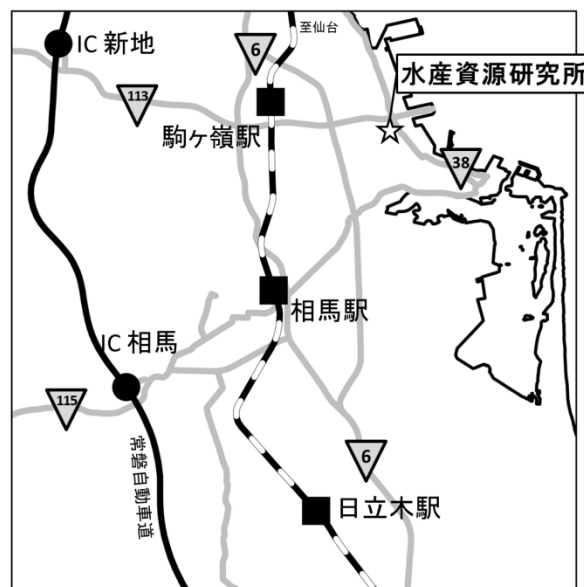 至仙台
IC 新地
6
水産資源研究所
113
駒ヶ嶺駅
38
相馬駅
IC 相馬
115
常磐自動車道
6
日立木駅